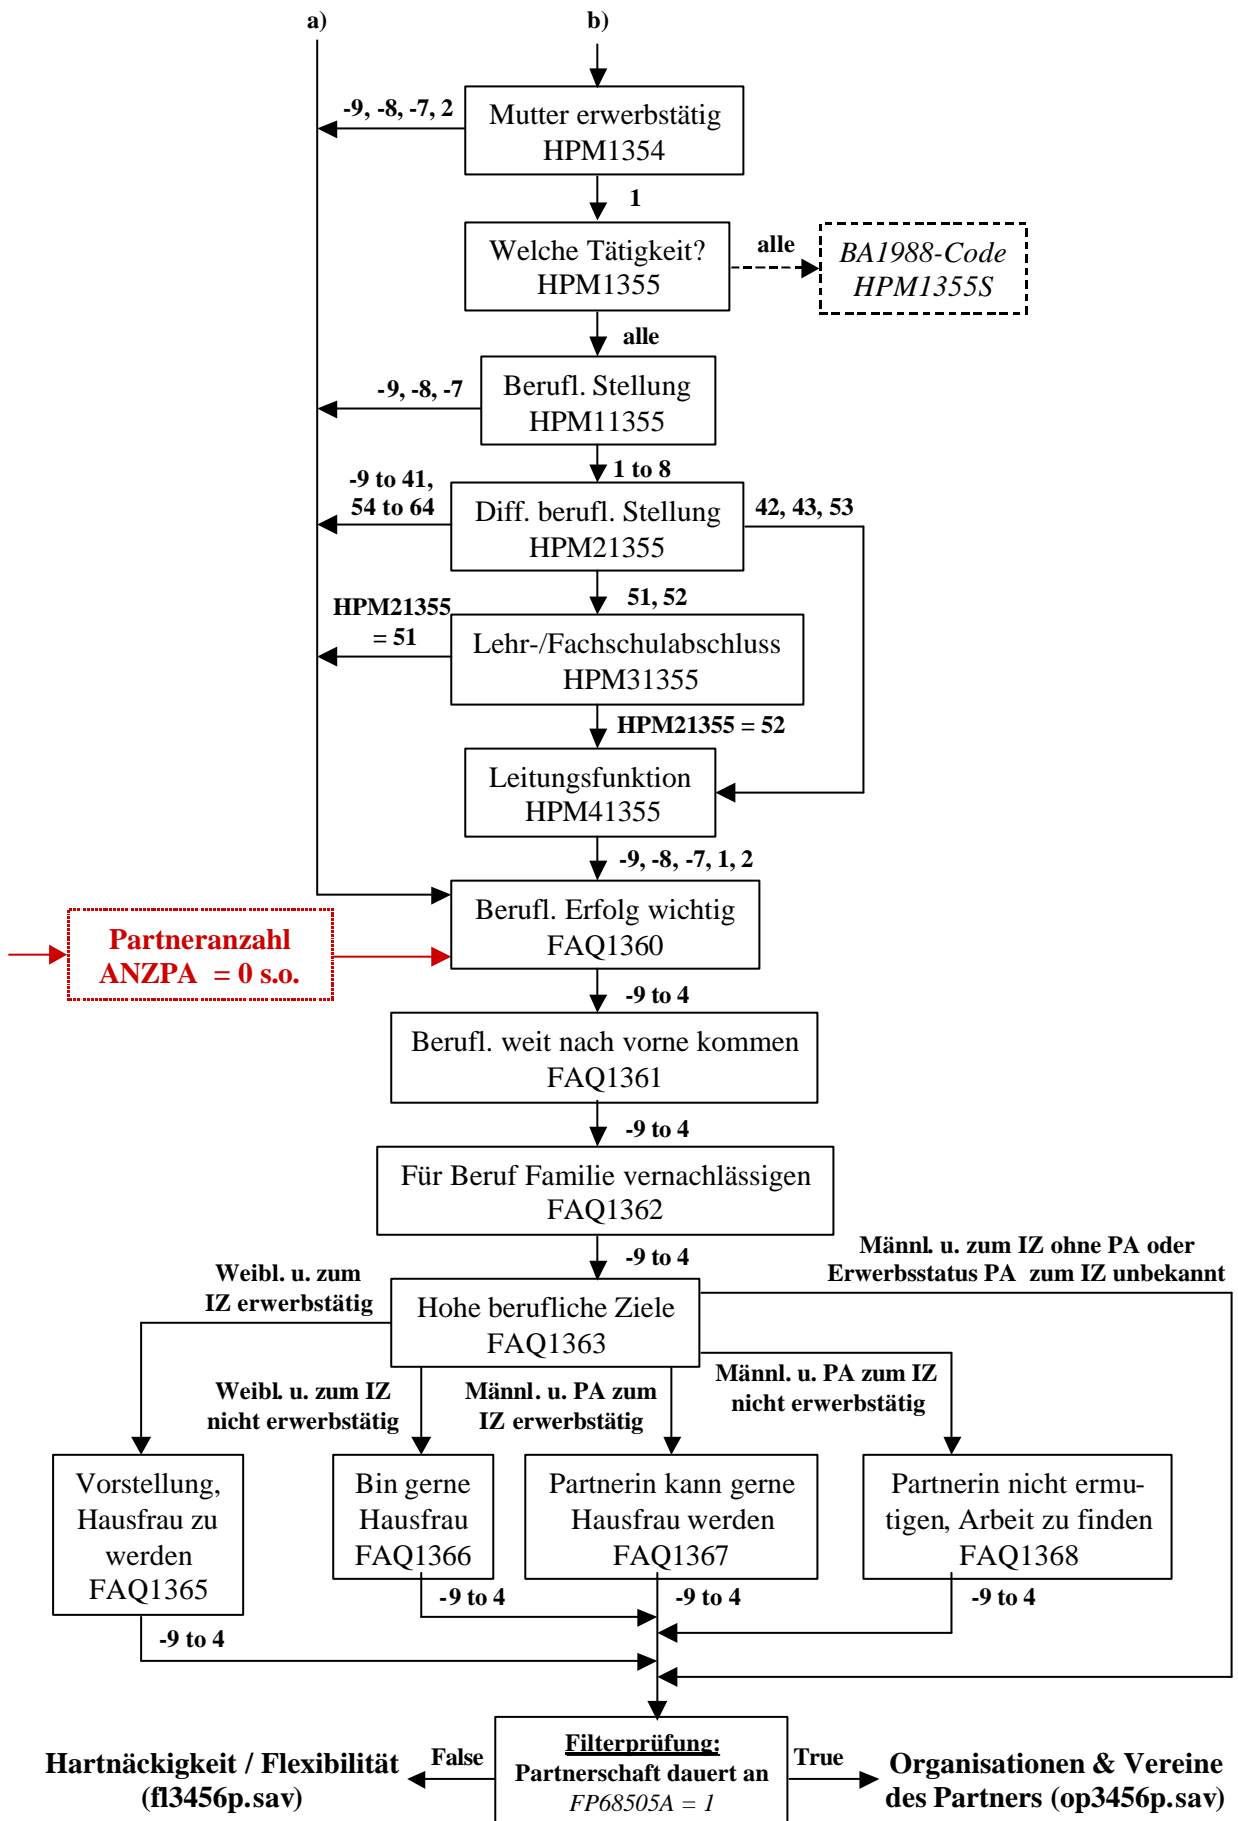 a)
b)
-9, -8, -7, 2
Mutter erwerbstätig
HPM1354
1
Welche Tätigkeit?
HPM1355
alle
BA1988-Code
HPM1355S
alle
-9, -8, -7
Berufl. Stellung
HPM11355
1 to 8
-9 to 41,
54 to 64
Diff. berufl. Stellung
HPM21355
42, 43, 53
51, 52
HPM21355
= 51
Lehr-/Fachschulabschluss
HPM31355
HPM21355 = 52
Leitungsfunktion
HPM41355
-9, -8, -7, 1, 2
Berufl. Erfolg wichtig
FAQ1360
Partneranzahl
ANZPA = 0 s.o.
-9 to 4
Berufl. weit nach vorne kommen
FAQ1361
-9 to 4
Für Beruf Familie vernachlässigen
FAQ1362
-9 to 4
Männl. u. zum IZ ohne PA oder
Erwerbsstatus PA zum IZ unbekannt
Weibl. u. zum
IZ erwerbstätig
Hohe berufliche Ziele
FAQ1363
Weibl. u. zum IZ
nicht erwerbstätig
Männl. u. PA zum
IZ erwerbstätig
Männl. u. PA zum IZ
nicht erwerbstätig
Vorstellung,
Hausfrau zu
werden
FAQ1365
Bin gerne
Hausfrau
FAQ1366
Partnerin kann gerne
Hausfrau werden
FAQ1367
Partnerin nicht ermu-
tigen, Arbeit zu finden
FAQ1368
-9 to 4
-9 to 4
-9 to 4
-9 to 4
Hartnäckigkeit / Flexibilität
(fl3456p.sav)
False
Filterprüfung:
Partnerschaft dauert an
FP68505A = 1
True
Organisationen & Vereine
des Partners (op3456p.sav)